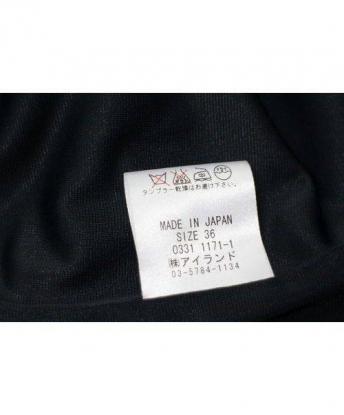 タンブラー乾燥はお避け下さい。
MADE IN JAPAN
SIZE 36
0331 1171-1
㈱アイランド
03-5784-1134